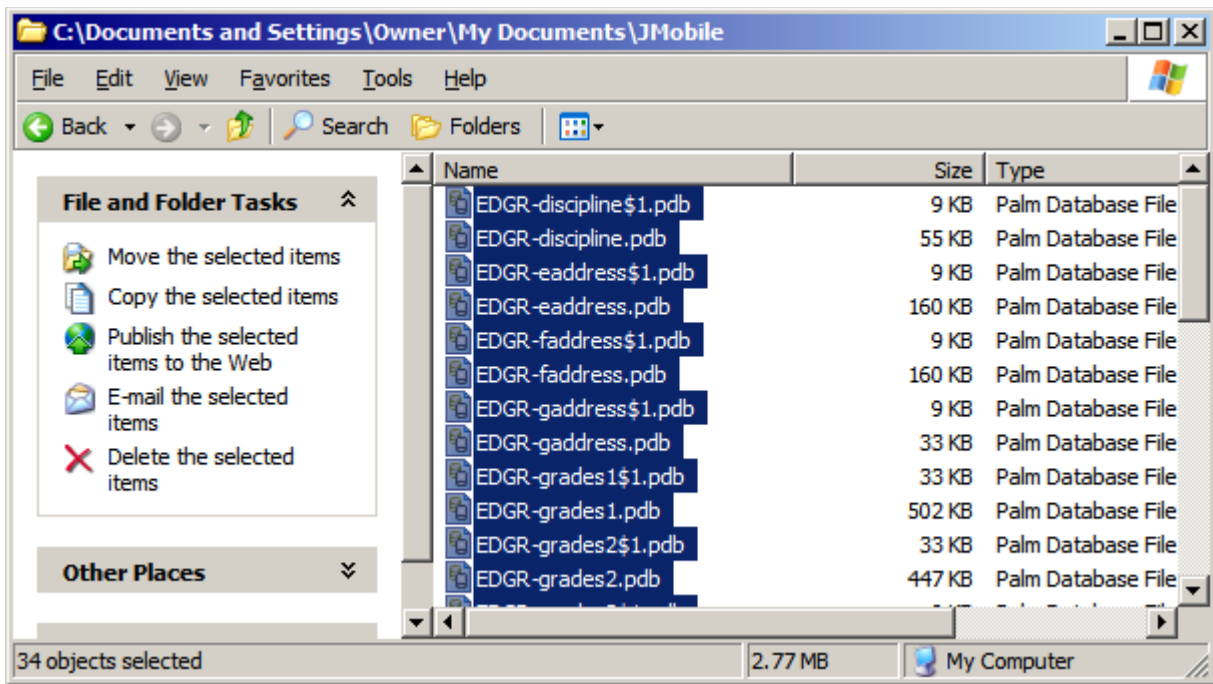 C:\Documents and Settings\Owner\My Documents\JMobile
File Edit View Favorites Tools Help
Back Search Folders
Name Size Type
File and Folder Tasks
Move the selected items
Copy the selected items
Publish the selected
items to the Web
E-mail the selected
items
Delete the selected
items
Other Places
EDGR-discipline$1.pdb 9 KB Palm Database File
EDGR-discipline.pdb 55 KB Palm Database File
EDGR-eaddress$1.pdb 9 KB Palm Database File
EDGR-eaddress.pdb 160 KB Palm Database File
EDGR-faddress$1.pdb 9 KB Palm Database File
EDGR-faddress.pdb 160 KB Palm Database File
EDGR-gaddress$1.pdb 9 KB Palm Database File
EDGR-gaddress.pdb 33 KB Palm Database File
EDGR-grades1$1.pdb 33 KB Palm Database File
EDGR-grades1.pdb 502 KB Palm Database File
EDGR-grades2$1.pdb 33 KB Palm Database File
EDGR-grades2.pdb 447 KB Palm Database File
34 objects selected 2.77 MB My Computer